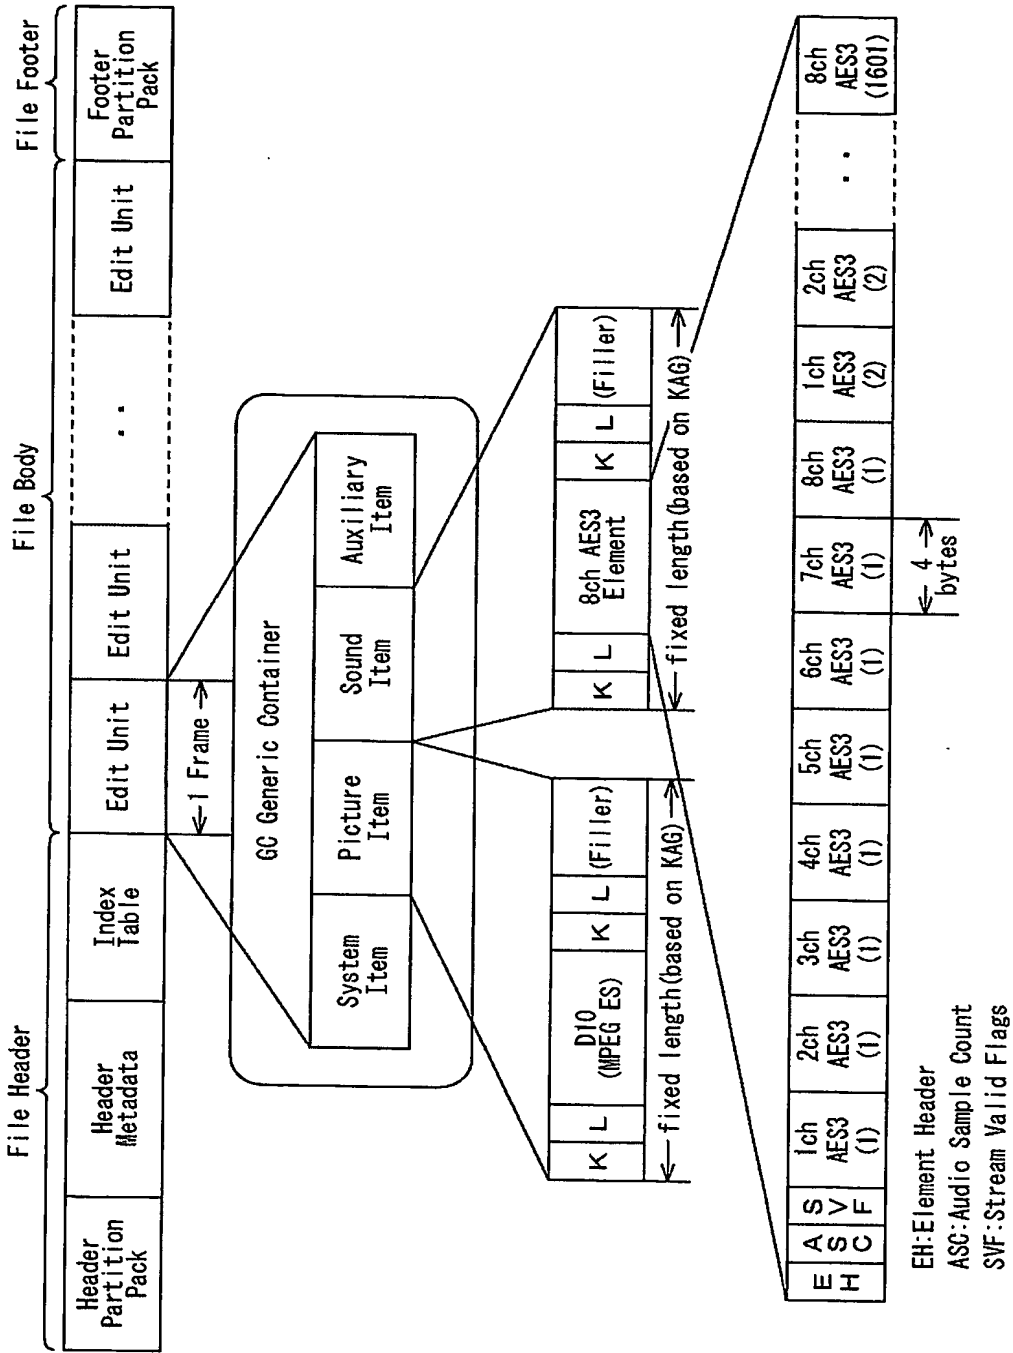 File Header
File Body
File Footer
Header
Partition
Pack
Header
Metadata
Index
Table
Edit Unit
Edit Unit
. .
Edit Unit
Footer
Partition
Pack
1 Frame
GC Generic Container
System
Item
Picture
Item
Sound
Item
Auxiliary
Item
K
L
D10
(MPEG ES)
K
L
(Filler)
fixed length(based on KAG)
K
L
8ch AES3
Element
K
L
(Filler)
fixed length(based on KAG)
E
H
A
S
C
S
V
F
1ch
AES3
(1)
2ch
AES3
(1)
3ch
AES3
(1)
4ch
AES3
(1)
5ch
AES3
(1)
6ch
AES3
(1)
7ch
AES3
(1)
8ch
AES3
(1)
1ch
AES3
(2)
2ch
AES3
(2)
. .
8ch
AES3
(1601)
4
bytes
EH:Element Header
ASC:Audio Sample Count
SVF:Stream Valid Flags